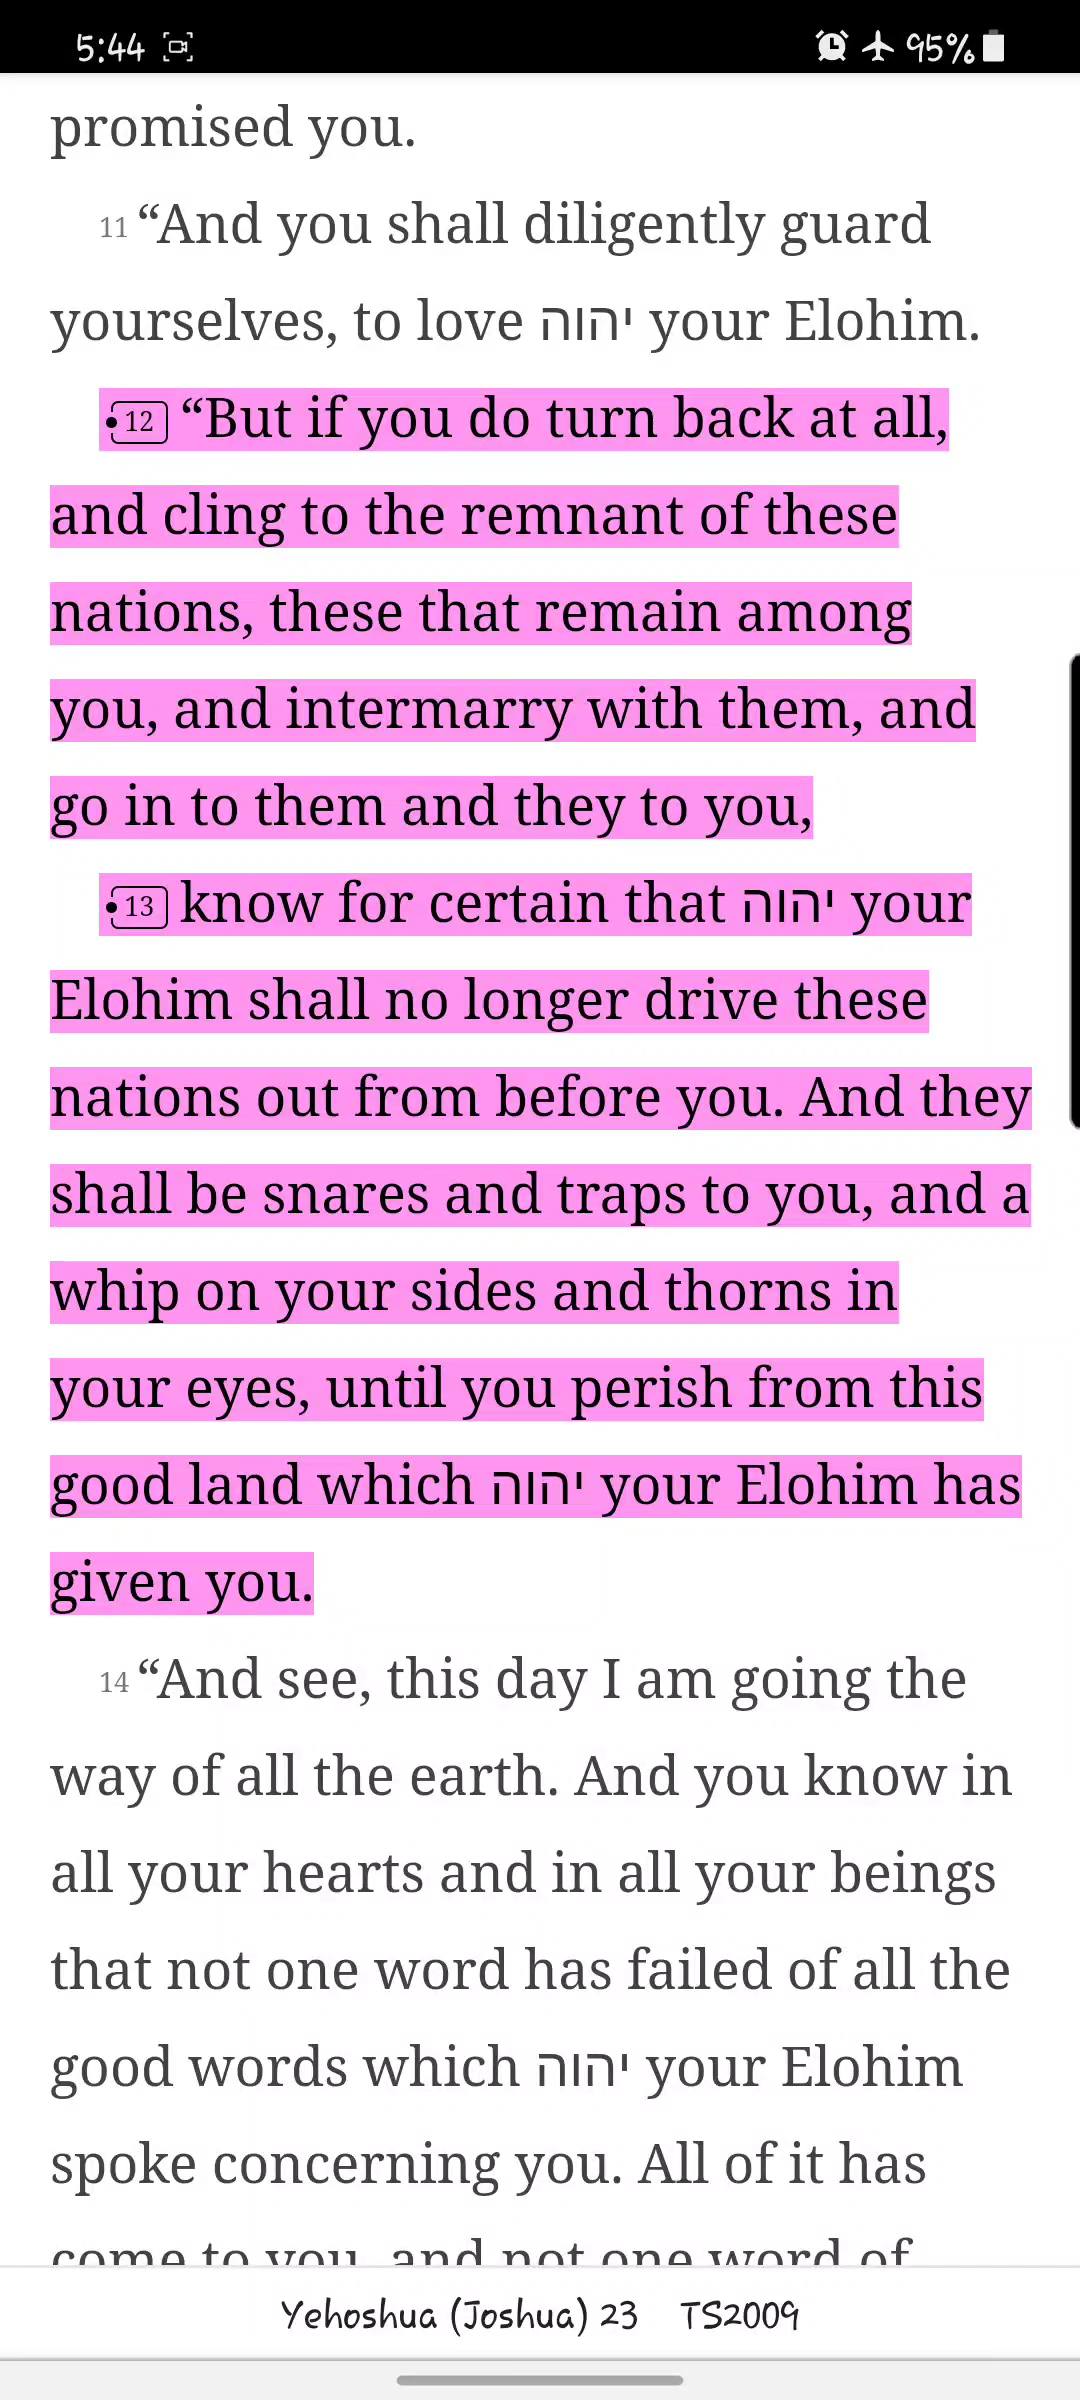 5:44 95%
promised you.
11 “And you shall diligently guard
yourselves, to love יהוה your Elohim.
12 “But if you do turn back at all,
and cling to the remnant of these
nations, these that remain among
you, and intermarry with them, and
go in to them and they to you,
13 know for certain that יהוה your
Elohim shall no longer drive these
nations out from before you. And they
shall be snares and traps to you, and a
whip on your sides and thorns in
your eyes, until you perish from this
good land which יהוה your Elohim has
given you.
14 “And see, this day I am going the
way of all the earth. And you know in
all your hearts and in all your beings
that not one word has failed of all the
good words which יהוה your Elohim
spoke concerning you. All of it has
come to you, and not one word of
Yehoshua (Joshua) 23 TS2009